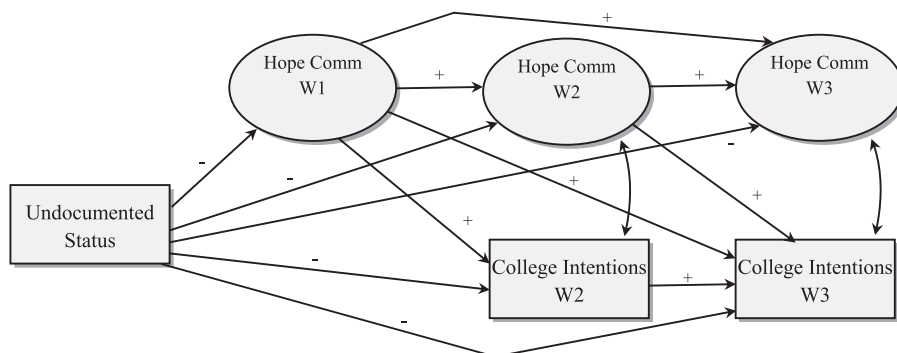 +
Hope Comm
W1
+
Hope Comm
W2
+
Hope Comm
W3
-
-
-
+
+
+
Undocumented
Status
-
College Intentions
W2
+
College Intentions
W3
-